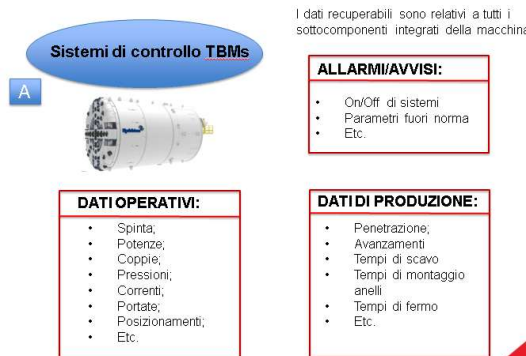 I dati recuperabili sono relativi a tutti i
sottocomponenti integrati della macchina
Sistemi di controllo TBMs
A
ALLARMI/AVVISI:
• On/Off di sistemi
• Parametri fuori norma
• Etc.
DATI OPERATIVI:
• Spinta;
• Potenze;
• Coppie;
• Pressioni;
• Correnti;
• Portate;
• Posizionamenti;
• Etc.
DATI DI PRODUZIONE:
• Penetrazione;
• Avanzamenti
• Tempi di scavo
• Tempi di montaggio
anelli
• Tempi di fermo
• Etc.